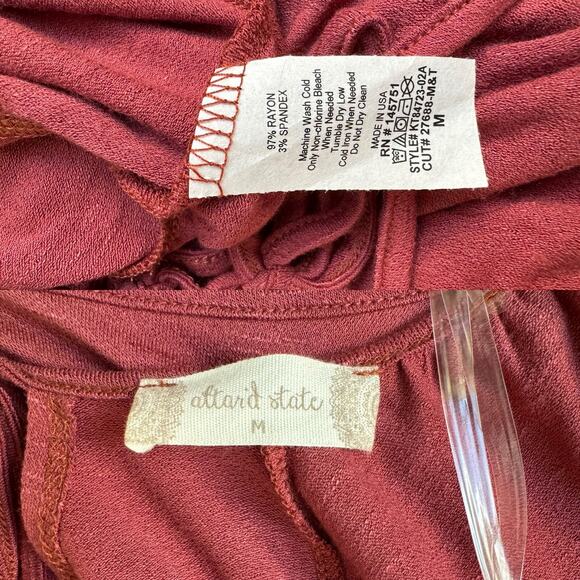 97% RAYON
3% SPANDEX
Machine Wash Cold
Only Non-chlorine Bleach
When Needed
Tumble Dry Low
Cold Iron When Needed
Do Not Dry Clean
MADE IN USA
RN # 145751
STYLE# KT84723-02A
CUT# 27688-M&T
M
altar'd state
M